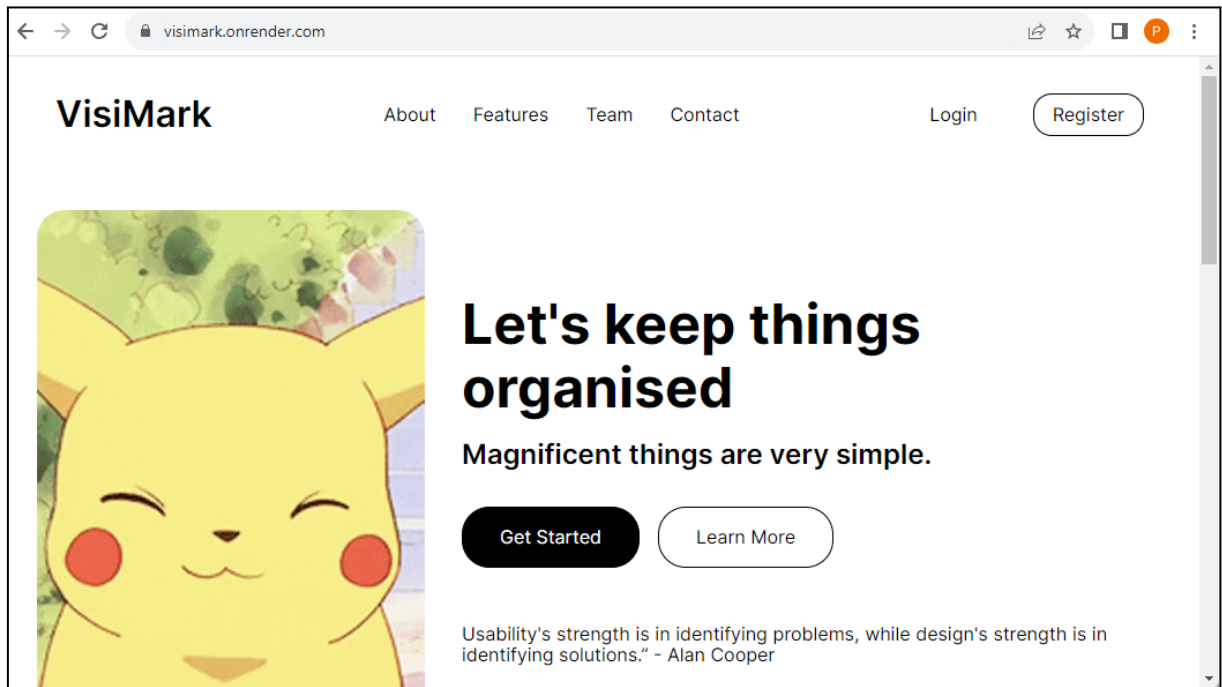 visimark.onrender.com
P
VisiMark
About Features Team Contact Login Register
Let's keep things
organised
Magnificent things are very simple.
Get Started Learn More
Usability's strength is in identifying problems, while design's strength is in
identifying solutions.” - Alan Cooper